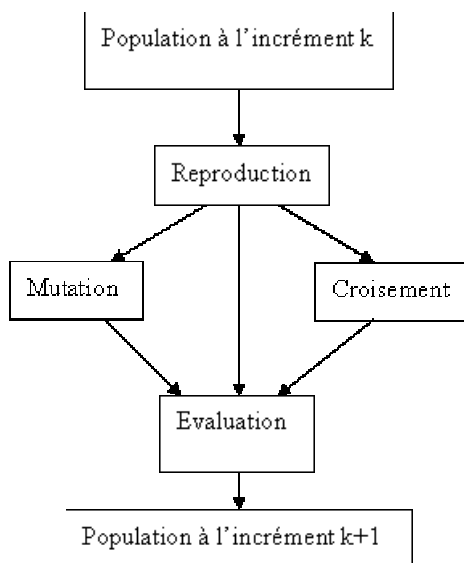 Population à l'incrément k
Reproduction
Mutation
Croisement
Evaluation
Population à l'incrément k+1